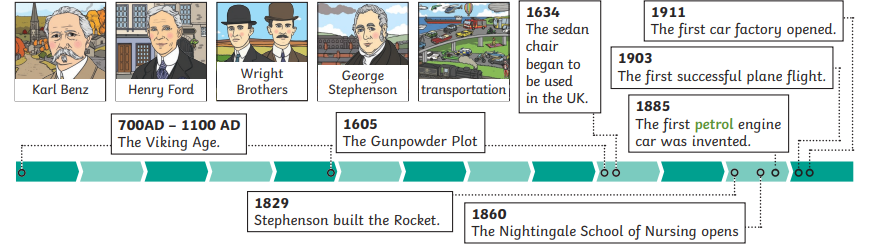 Karl Benz
Henry Ford
Wright
Brothers
George
Stephenson
transportation
1634
The sedan
chair
began to
be used
in the UK.
1911
The first car factory opened.
1903
The first successful plane flight.
1885
The first petrol engine
car was invented.
700AD – 1100 AD
The Viking Age.
1605
The Gunpowder Plot
1829
Stephenson built the Rocket.
1860
The Nightingale School of Nursing opens